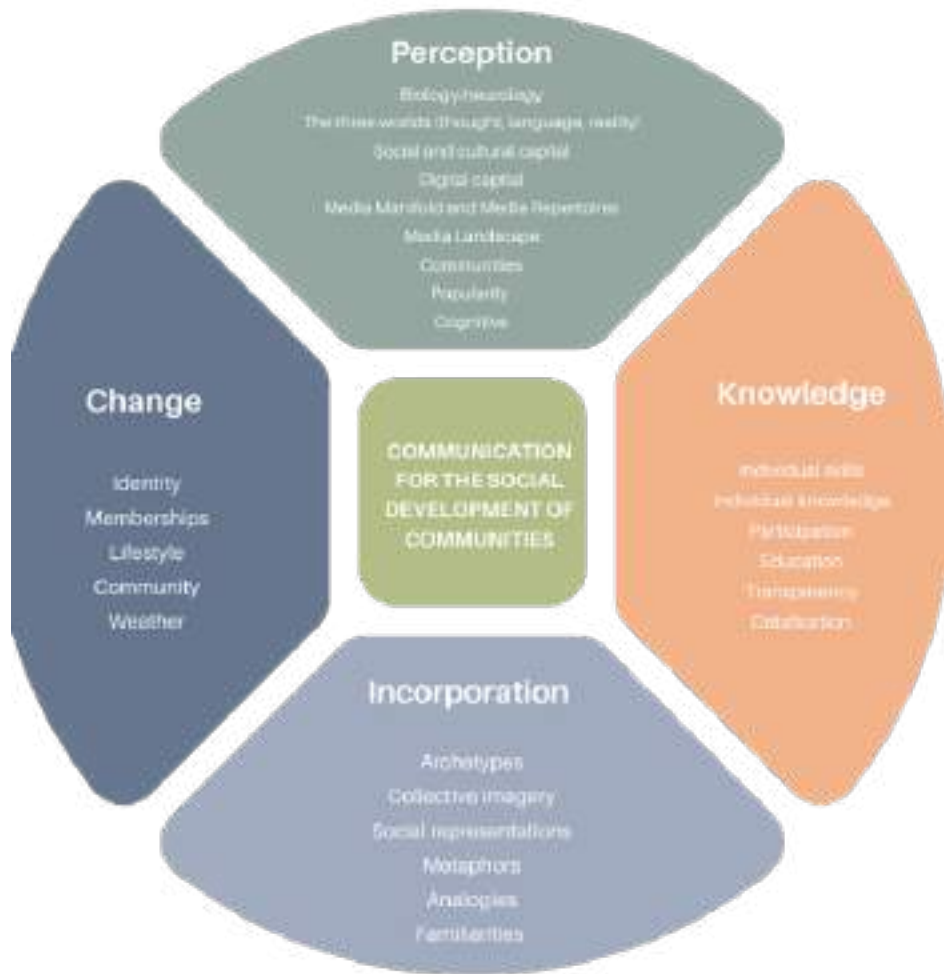 Perception
Biology/neurology
The three worlds (thought, language, reality)
Social and cultural capital
Digital capital
Media Manifold and Media Repertoires
Media Landscape
Communities
Popularity
Cognitive
Change
Identity
Memberships
Lifestyle
Community
Weather
COMMUNICATION
FOR THE SOCIAL
DEVELOPMENT OF
COMMUNITIES
Knowledge
Individual skills
Individual knowledge
Participation
Education
Transparency
Incorporation
Archetypes
Collective imagery
Social representations
Metaphors
Analogies
Familiarities